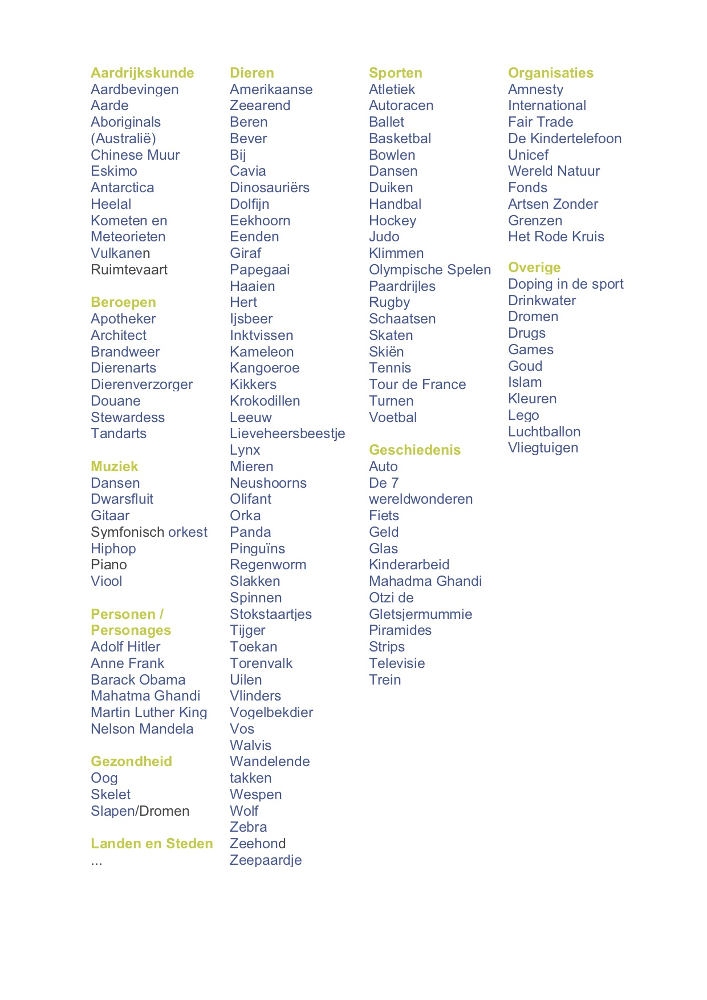 Aardrijkskunde
Aardbevingen
Aarde
Aboriginals
(Australië)
Chinese Muur
Eskimo
Antarctica
Heelal
Kometen en
Meteorieten
Vulkanen
Ruimtevaart
Beroepen
Apotheker
Architect
Brandweer
Dierenarts
Dierenverzorger
Douane
Stewardess
Tandarts
Muziek
Dansen
Dwarsfluit
Gitaar
Symfonisch orkest
Hiphop
Piano
Viool
Personen /
Personages
Adolf Hitler
Anne Frank
Barack Obama
Mahatma Ghandi
Martin Luther King
Nelson Mandela
Gezondheid
Oog
Skelet
Slapen/Dromen
Landen en Steden
...
Dieren
Amerikaanse
Zeearend
Beren
Bever
Bij
Cavia
Dinosauriërs
Dolfijn
Eekhoorn
Eenden
Giraf
Papegaai
Haaien
Hert
Ijsbeer
Inktvissen
Kameleon
Kangoeroe
Kikkers
Krokodillen
Leeuw
Lieveheersbeestje
Lynx
Mieren
Neushoorns
Olifant
Orka
Panda
Pinguïns
Regenworm
Slakken
Spinnen
Stokstaartjes
Tijger
Toekan
Torenvalk
Uilen
Vlinders
Vogelbekdier
Vos
Walvis
Wandelende
takken
Wespen
Wolf
Zebra
Zeehond
Zeepaardje
Sporten
Atletiek
Autoracen
Ballet
Basketbal
Bowlen
Dansen
Duiken
Handbal
Hockey
Judo
Klimmen
Olympische Spelen
Paardrijles
Rugby
Schaatsen
Skaten
Skiën
Tennis
Tour de France
Turnen
Voetbal
Geschiedenis
Auto
De 7
wereldwonderen
Fiets
Geld
Glas
Kinderarbeid
Mahadma Ghandi
Otzi de
Gletsjermummie
Piramides
Strips
Televisie
Trein
Organisaties
Amnesty
International
Fair Trade
De Kindertelefoon
Unicef
Wereld Natuur
Fonds
Artsen Zonder
Grenzen
Het Rode Kruis
Overige
Doping in de sport
Drinkwater
Dromen
Drugs
Games
Goud
Islam
Kleuren
Lego
Luchtballon
Vliegtuigen